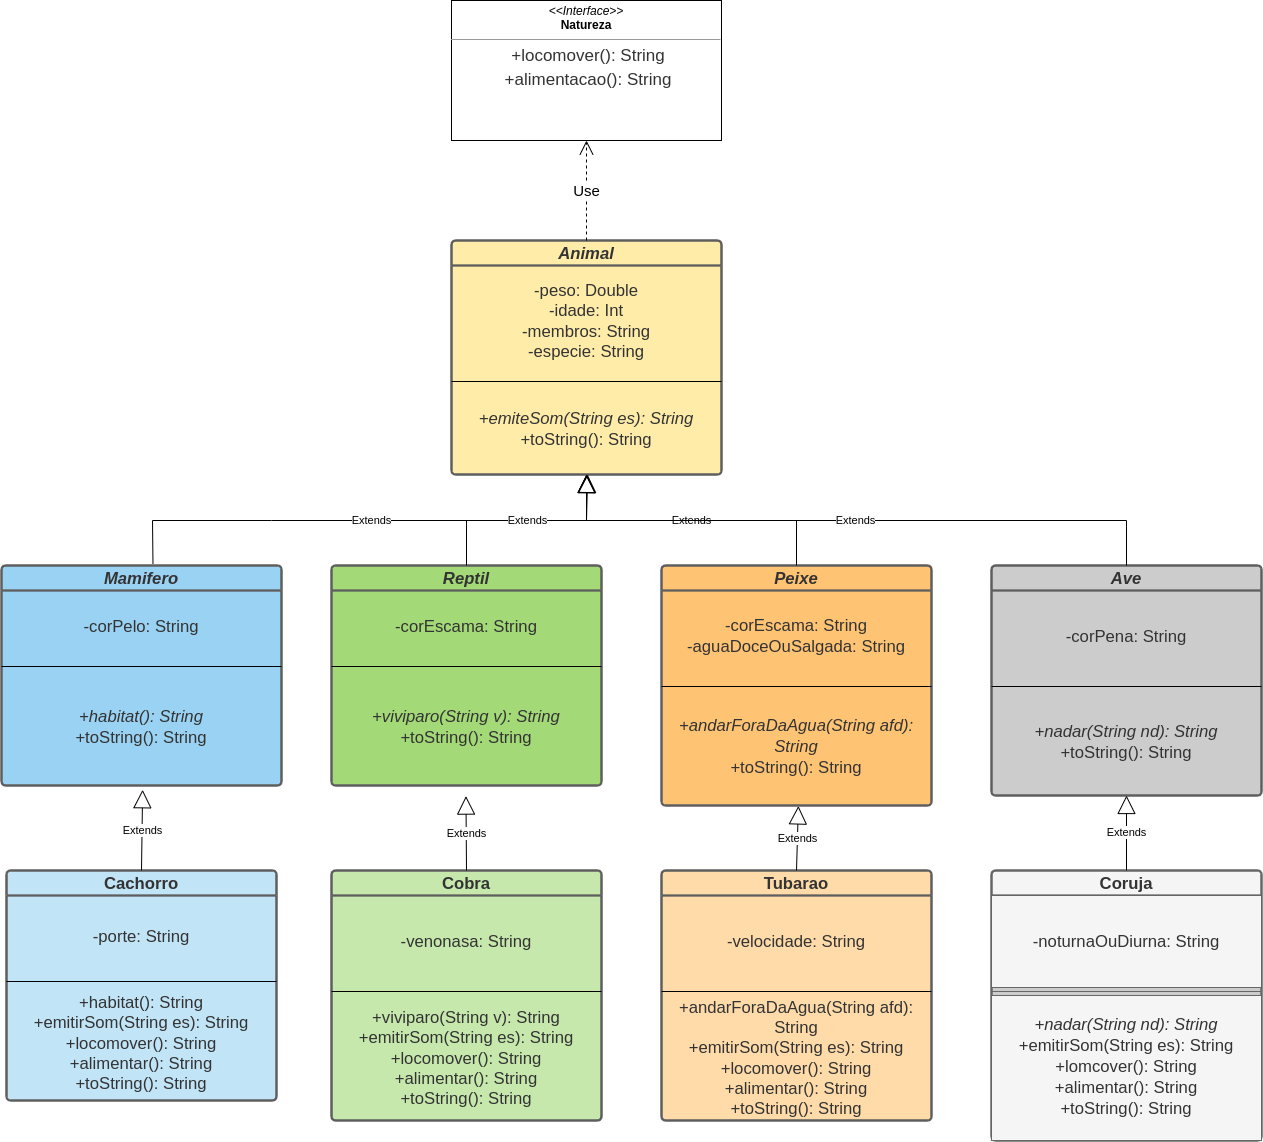 <<Interface>>
Natureza
+locomover(): String
+alimentacao(): String
Use
Animal
-peso: Double
-idade: Int
-membros: String
-especie: String
+emiteSom(String es): String
+toString(): String
Extends
Extends
Extends
Extends
Mamifero
-corPelo: String
+habitat(): String
+toString(): String
Reptil
-corEscama: String
+viviparo(String v): String
+toString(): String
Peixe
-corEscama: String
-aguaDoceOuSalgada: String
+andarForaDaAgua(String afd):
String
+toString(): String
Ave
-corPena: String
+nadar(String nd): String
+toString(): String
Extends
Extends
Extends
Extends
Cachorro
-porte: String
+habitat(): String
+emitirSom(String es): String
+locomover(): String
+alimentar(): String
+toString(): String
Cobra
-venonasa: String
+viviparo(String v): String
+emitirSom(String es): String
+locomover(): String
+alimentar(): String
+toString(): String
Tubarao
-velocidade: String
+andarForaDaAgua(String afd):
String
+emitirSom(String es): String
+locomover(): String
+alimentar(): String
+toString(): String
Coruja
-noturnaOuDiurna: String
+nadar(String nd): String
+emitirSom(String es): String
+lomcover(): String
+alimentar(): String
+toString(): String